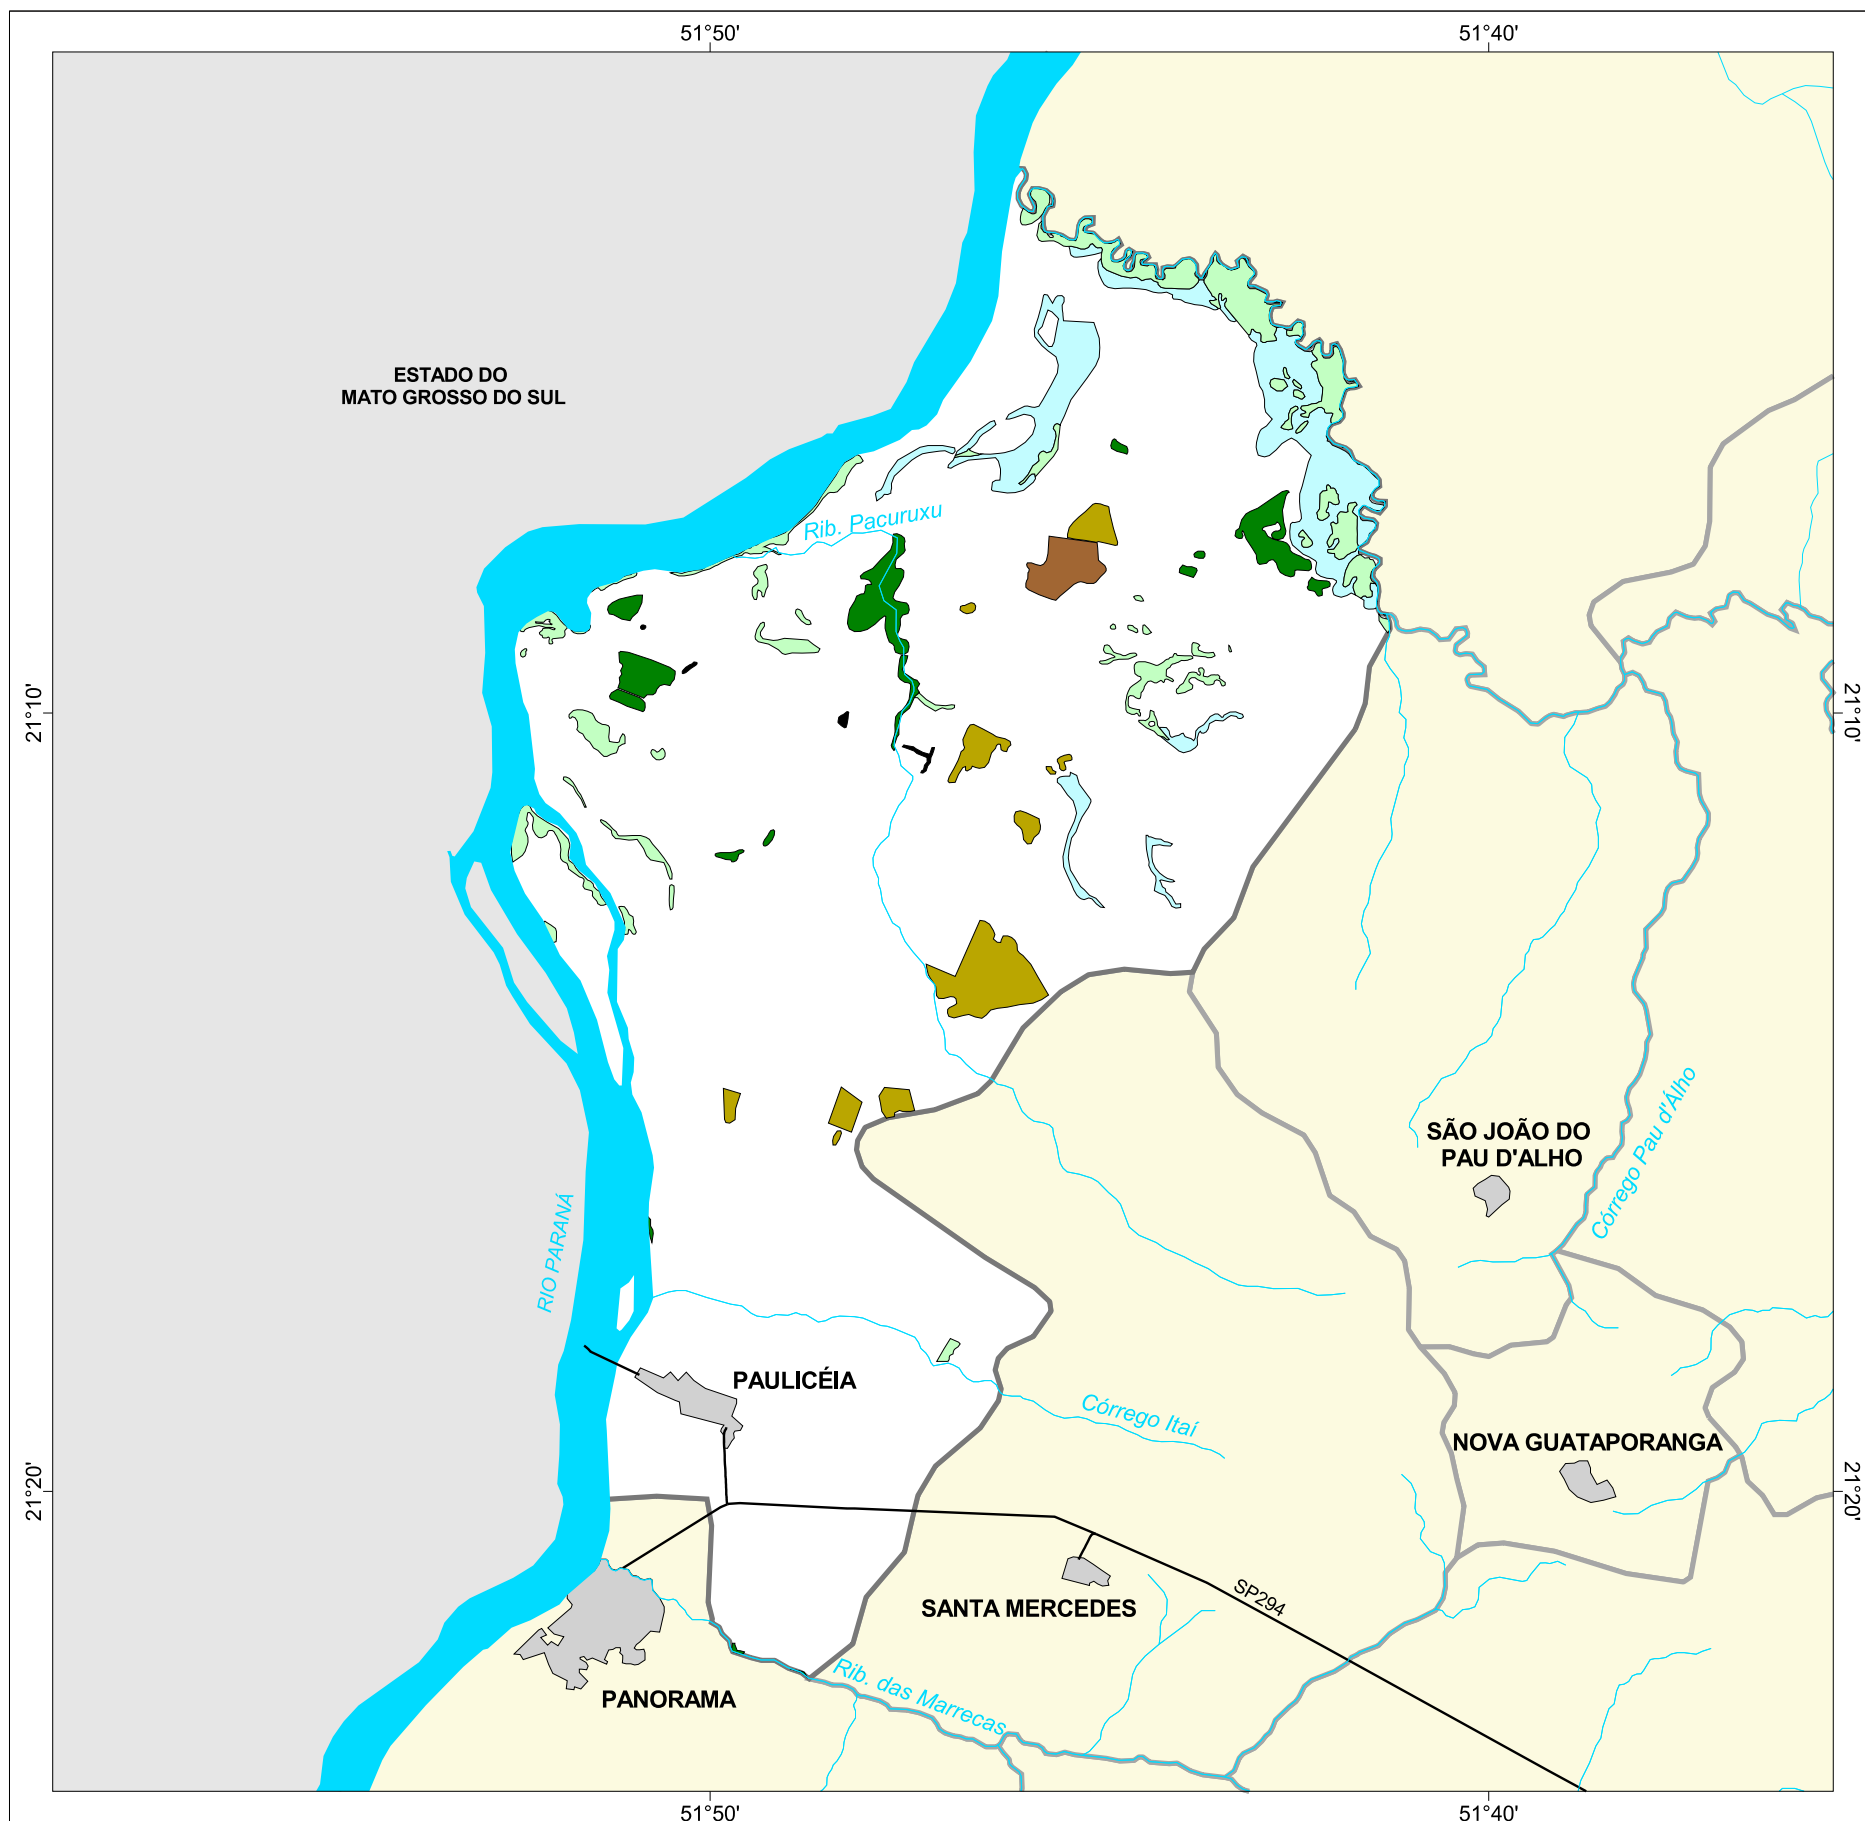 51°50'
51°40'
ESTADO DO
MATO GROSSO DO SUL
Rib. Pacuruxu
21°10'
21°10'
SÃO JOÃO DO
PAU D'ALHO
Córrego Pau d'Álho
RIO PARANÁ
PAULICÉIA
Córrego Itaí
NOVA GUATAPORANGA
21°20'
21°20'
SP294
SANTA MERCEDES
Rib. das Marrecas
PANORAMA
51°50'
51°40'